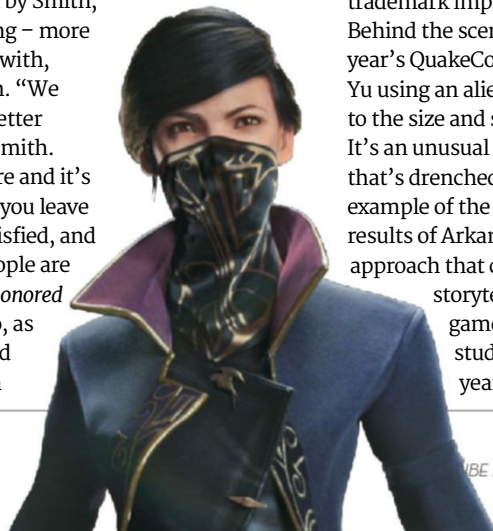 by Smith,
ng – more
with,
n. “We
etter
mith.
re and it’s
you leave
isfied, and
ople are
onored
o, as
d
trademark imp
Behind the scen
year’s QuakeCo
Yu using an alie
to the size and s
It’s an unusual
that’s drenched
example of the
results of Arkan
approach that c
storyte
game
stud
year
IBE